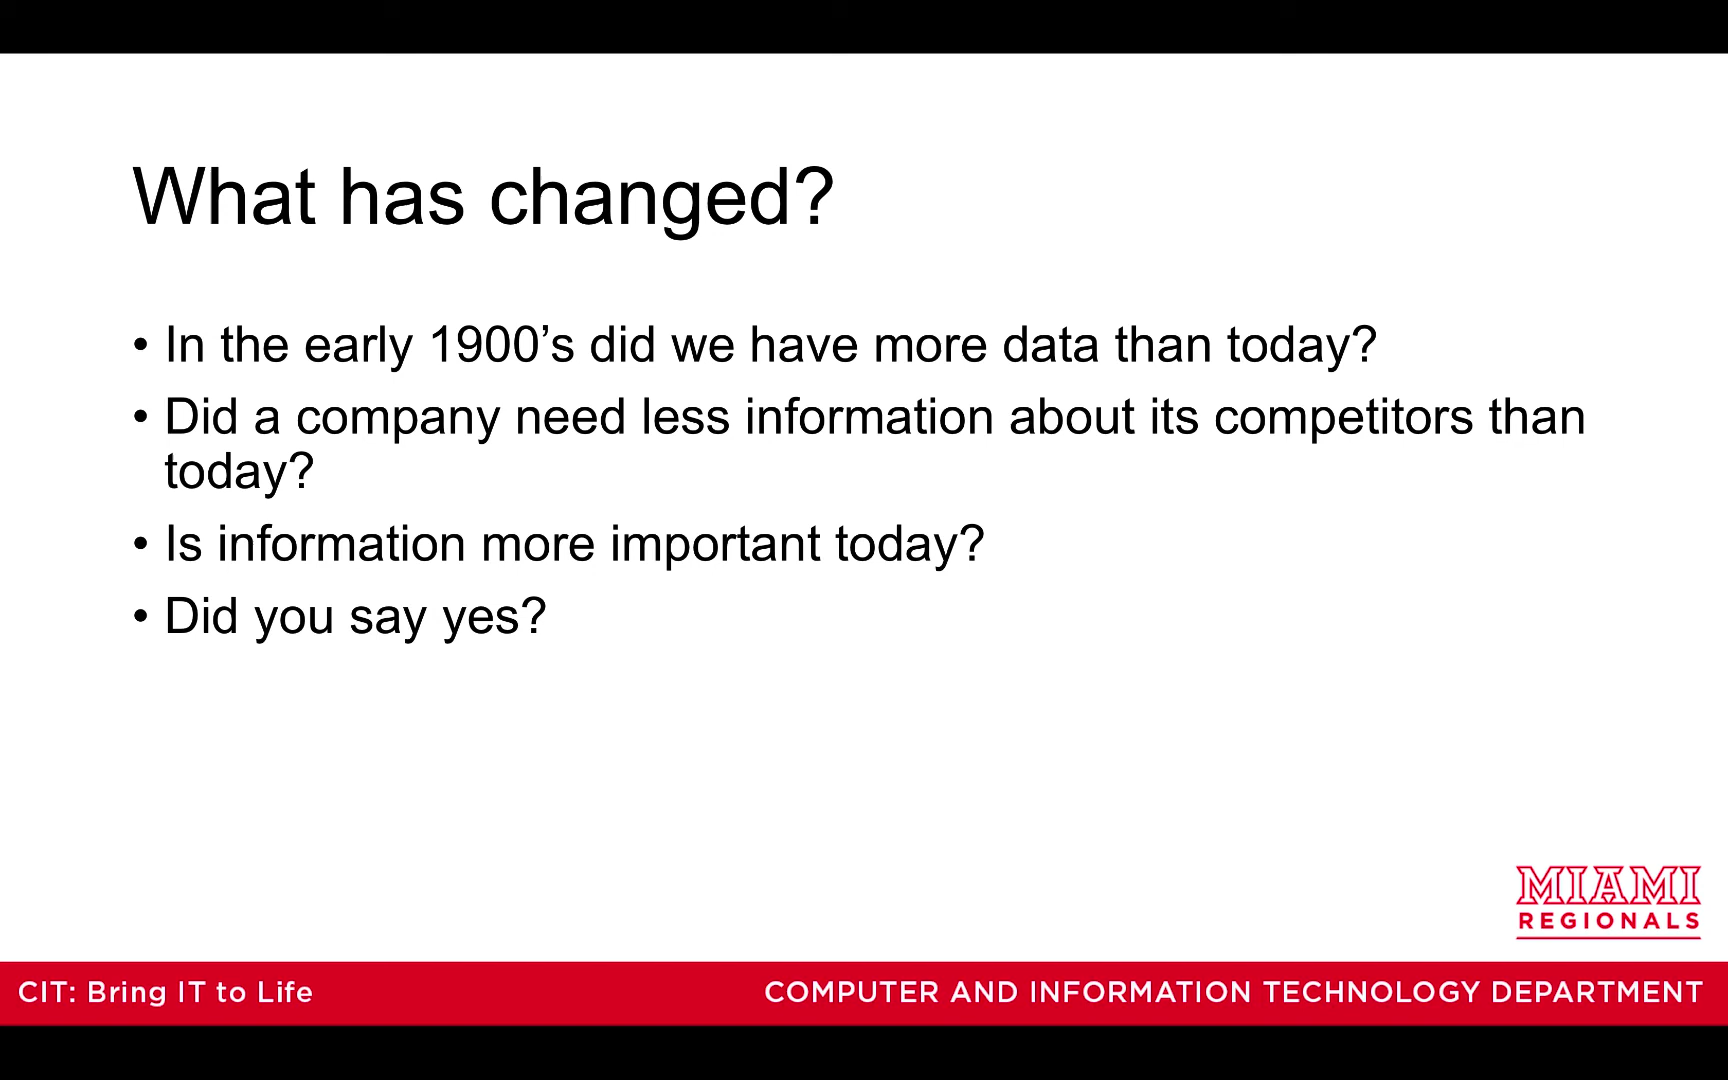 What has changed?
• In the early 1900’s did we have more data than today?
• Did a company need less information about its competitors than
today?
• Is information more important today?
• Did you say yes?
MIAMI
REGIONALS
CIT: Bring IT to Life
COMPUTER AND INFORMATION TECHNOLOGY DEPARTMENT